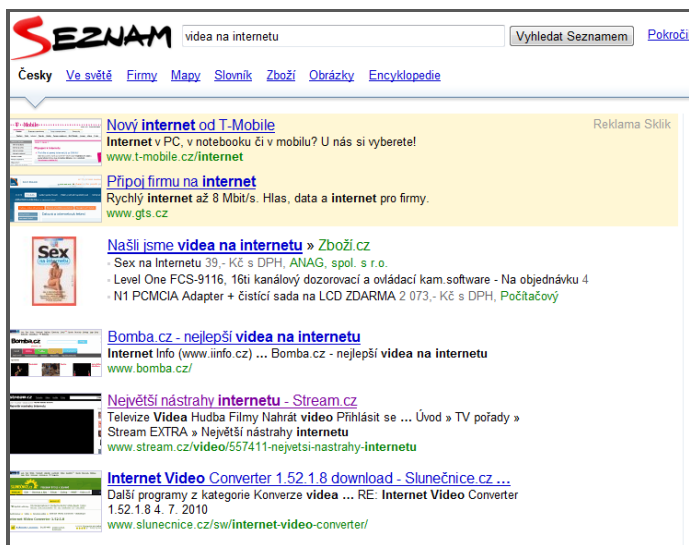 SEZNAM
videa na internetu
Vyhledat Seznamem
Pokroči
Česky Ve světě Firmy Mapy Slovník Zboží Obrázky Encyklopedie
Nový internet od T-Mobile
Reklama Sklik
Internet v PC, v notebooku či v mobilu? U nás si vyberete!
www.t-mobile.cz/internet
Připoj firmu na internet
Rychlý internet až 8 Mbit/s. Hlas, data a internet pro firmy.
www.gts.cz
Našli jsme videa na internetu » Zboží.cz
Sex
- Sex na Internetu 39,- Kč s DPH, ANAG, spol. s r.o.
- Level One FCS-9116, 16ti kanálový dozorovací a ovládací kam.software - Na objednávku 4
- N1 PCMCIA Adapter + čistící sada na LCD ZDARMA 2 073,- Kč s DPH, Počítačový
Bomba.cz - nejlepší videa na internetu
Internet Info (www.iinfo.cz) ... Bomba.cz - nejlepší videa na internetu
www.bomba.cz/
Největší nástrahy internetu - Stream.cz
Televize Videa Hudba Filmy Nahrát video Přihlásit se ... Úvod » TV pořady »
Stream EXTRA » Největší nástrahy internetu
www.stream.cz/video/557411-nejvetsi-nastrahy-internetu
Internet Video Converter 1.52.1.8 download - Slunečnice.cz ...
Další programy z kategorie Konverze videa ... RE: Internet Video Converter
1.52.1.8 4. 7. 2010
www.slunecnice.cz/sw/internet-video-converter/